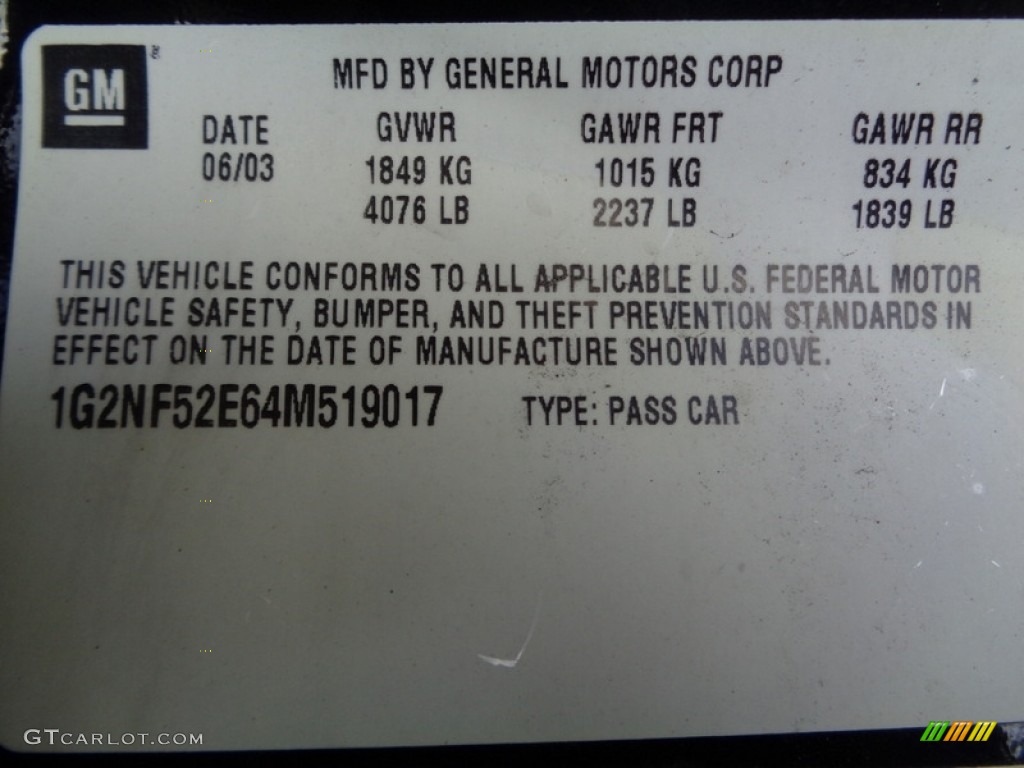 GM
MFD BY GENERAL MOTORS CORP
DATE GVWR GAWR FRT GAWR RR
06/03 1849 KG 1015 KG 834 KG
4076 LB 2237 LB 1839 LB
THIS VEHICLE CONFORMS TO ALL APPLICABLE U.S. FEDERAL MOTOR
VEHICLE SAFETY, BUMPER, AND THEFT PREVENTION STANDARDS IN
EFFECT ON THE DATE OF MANUFACTURE SHOWN ABOVE.
1G2NF52E64M519017 TYPE: PASS CAR
GTCARLOT.COM